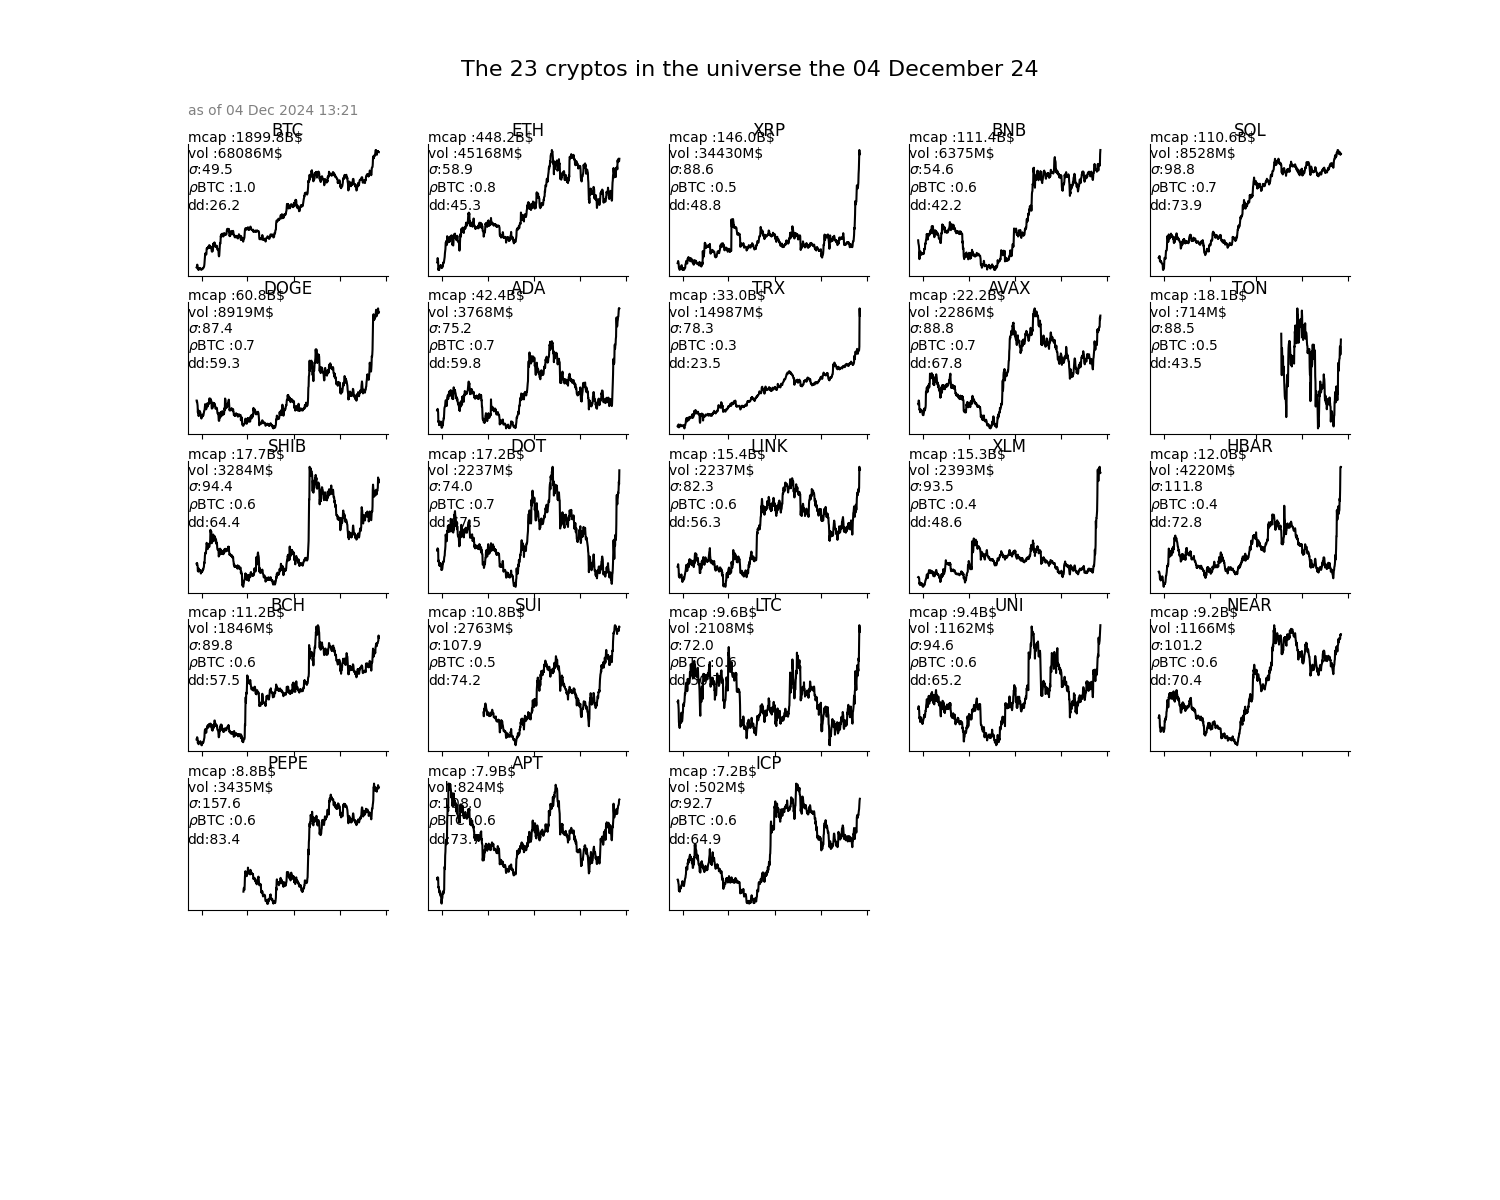 The 23 cryptos in the universe the 04 December 24
as of 04 Dec 2024 13:21
BTC
mcap :1899.8B$
vol :68086M$
σ:49.5
ρBTC :1.0
dd:26.2
ETH
mcap :448.2B$
vol :45168M$
σ:58.9
ρBTC :0.8
dd:45.3
XRP
mcap :146.0B$
vol :34430M$
σ:88.6
ρBTC :0.5
dd:48.8
BNB
mcap :111.4B$
vol :6375M$
σ:54.6
ρBTC :0.6
dd:42.2
SOL
mcap :110.6B$
vol :8528M$
σ:98.8
ρBTC :0.7
dd:73.9
DOGE
mcap :60.8B$
vol :8919M$
σ:87.4
ρBTC :0.7
dd:59.3
ADA
mcap :42.4B$
vol :3768M$
σ:75.2
ρBTC :0.7
dd:59.8
TRX
mcap :33.0B$
vol :14987M$
σ:78.3
ρBTC :0.3
dd:23.5
AVAX
mcap :22.2B$
vol :2286M$
σ:88.8
ρBTC :0.7
dd:67.8
TON
mcap :18.1B$
vol :714M$
σ:88.5
ρBTC :0.5
dd:43.5
SHIB
mcap :17.7B$
vol :3284M$
σ:94.4
ρBTC :0.6
dd:64.4
DOT
mcap :17.2B$
vol :2237M$
σ:74.0
ρBTC :0.7
LINK
mcap :15.4B$
vol :2237M$
σ:82.3
ρBTC :0.6
dd:56.3
XLM
mcap :15.3B$
vol :2393M$
σ:93.5
ρBTC :0.4
dd:48.6
HBAR
mcap :12.0B$
vol :4220M$
σ:111.8
ρBTC :0.4
dd:72.8
BCH
mcap :11.2B$
vol :1846M$
σ:89.8
ρBTC :0.6
dd:57.5
SUI
mcap :10.8B$
vol :2763M$
σ:107.9
ρBTC :0.5
dd:74.2
LTC
mcap :9.6B$
vol :2108M$
σ:72.0
ρBTC :0.6
UNI
mcap :9.4B$
vol :1162M$
σ:94.6
ρBTC :0.6
dd:65.2
NEAR
mcap :9.2B$
vol :1166M$
σ:101.2
ρBTC :0.6
dd:70.4
PEPE
mcap :8.8B$
vol :3435M$
σ:157.6
ρBTC :0.6
dd:83.4
APT
mcap :7.9B$
vol :824M$
σ:108.0
ρBTC :0.6
ICP
mcap :7.2B$
vol :502M$
σ:92.7
ρBTC :0.6
dd:64.9